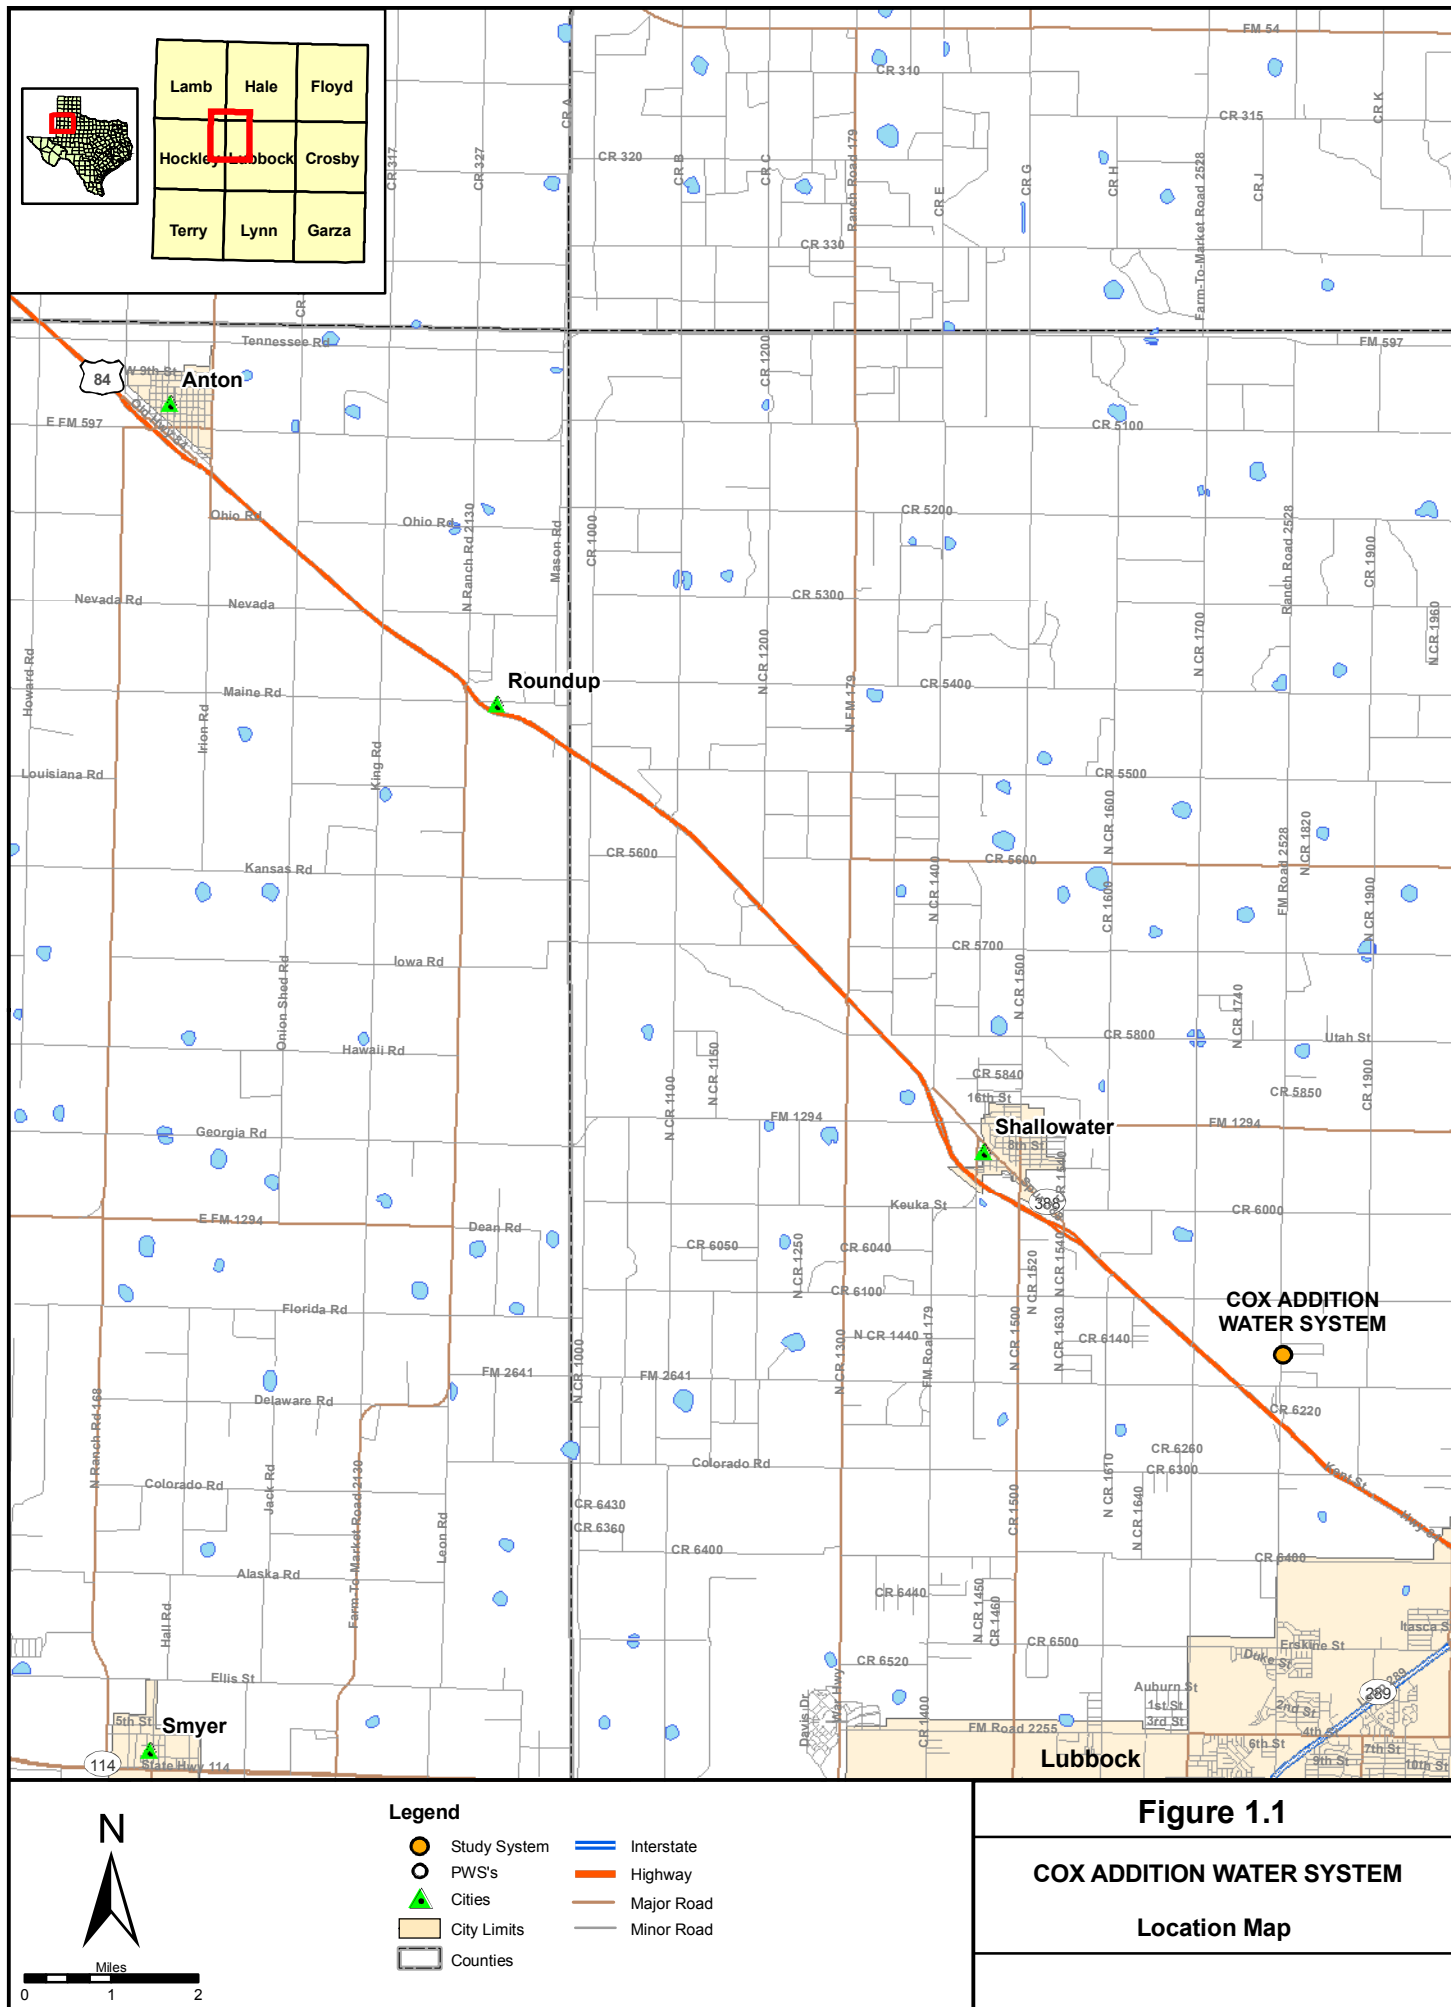 Lamb
Hale
Floyd
Hockley
Lubbock
Crosby
Terry
Lynn
Garza
FM 54
CR 310
CR 315
CR K
CR A
CR 317
CR 327
CR 320
CR B
CR C
Ranch Road 179
CR E
CR G
CR H
Farm-To-Market Road 2528
CR J
CR 330
CR
Tennessee Rd
CR 1200
FM 597
84
W 9th St
Anton
Old Hwy 84
E FM 597
CR 5100
Ohio Rd
Ohio Rd
N Ranch Rd 2130
Mason Rd
CR 1000
CR 5200
Ranch Road 2528
CR 1900
Nevada Rd
Nevada
CR 5300
N CR 1200
N CR 1700
N CR 1960
Howard Rd
Irion Rd
Maine Rd
Roundup
N FM 179
CR 5400
King Rd
Louisiana Rd
CR 5500
N CR 1600
N CR 1820
FM Road 2528
Kansas Rd
CR 5600
CR 5600
N CR 1400
CR 1600
N CR 1900
Iowa Rd
Onion Shed Rd
CR 5700
N CR 1500
N CR 1740
Hawaii Rd
N CR 1150
N CR 1100
CR 5800
Utah St
CR 5840
16th St
CR 5850
CR 1900
Georgia Rd
FM 1294
Shallowater
8th St
FM 1294
N CR 1540
388
Keuka St
CR 6000
E FM 1294
Dean Rd
CR 6050
N CR 1250
CR 6040
N CR 1540
N CR 1520
CR 6100
Florida Rd
N CR 1000
N CR 1300
N CR 1440
FM Road 179
N CR 1500
N CR 1630
CR 6140
COX ADDITION
WATER SYSTEM
FM 2641
FM 2641
Delaware Rd
CR 6220
N Ranch Rd 168
Colorado Rd
Jack Rd
Farm-To-Market Road 2130
Leon Rd
Colorado Rd
CR 6260
CR 6300
N CR 1610
N CR 1640
Kent St
Hwy 84
CR 6430
CR 6360
CR 1500
CR 6400
CR 6400
Alaska Rd
Hall Rd
CR 6440
N CR 1450
CR 1460
CR 6500
Itasca S
Erskine St
Duke St
CR 6520
Ellis St
289
Auburn St
1st St
3rd St
2nd St
Davis Dr
War Hwy
CR 1400
FM Road 2255
4th St
6th St
7th St
9th St
10th St
5th St
Smyer
114
State Hwy 114
Lubbock
N
Miles
0
1
2
Legend
Study System
PWS's
Cities
City Limits
Counties
Interstate
Highway
Major Road
Minor Road
Figure 1.1
COX ADDITION WATER SYSTEM
Location Map